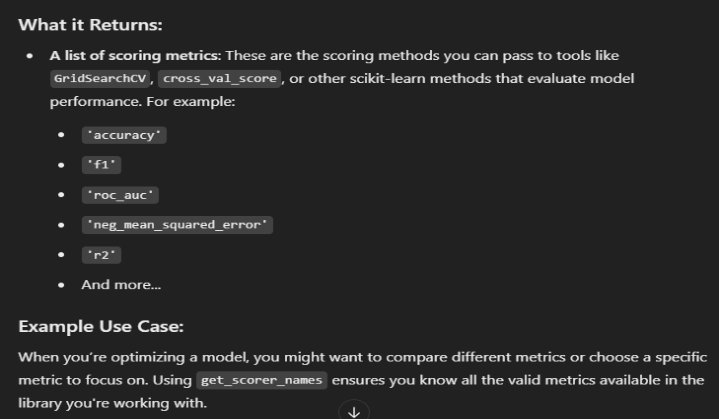 What it Returns:
• A list of scoring metrics: These are the scoring methods you can pass to tools like
GridSearchCV, cross_val_score, or other scikit-learn methods that evaluate model
performance. For example:
• 'accuracy'
• 'f1'
• 'roc_auc'
• 'neg_mean_squared_error'
• 'r2'
• And more...
Example Use Case:
When you're optimizing a model, you might want to compare different metrics or choose a specific
metric to focus on. Using get_scorer_names ensures you know all the valid metrics available in the
library you're working with.